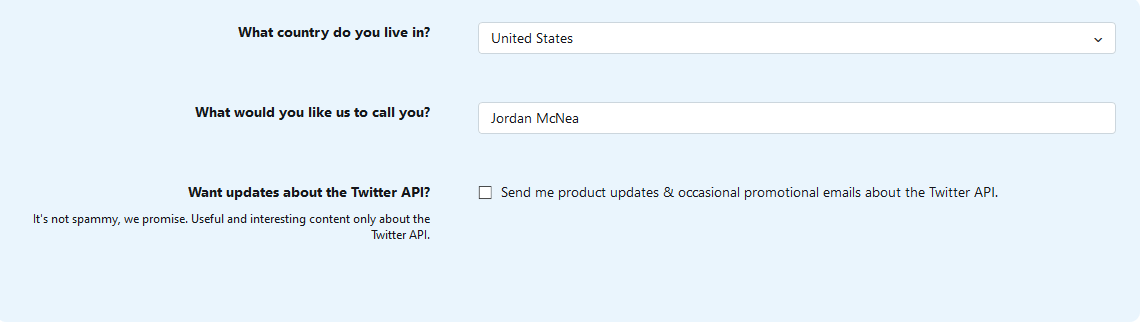 What country do you live in?
United States
What would you like us to call you?
Jordan McNea
Want updates about the Twitter API?
Send me product updates & occasional promotional emails about the Twitter API.
It's not spammy, we promise. Useful and interesting content only about the
Twitter API.